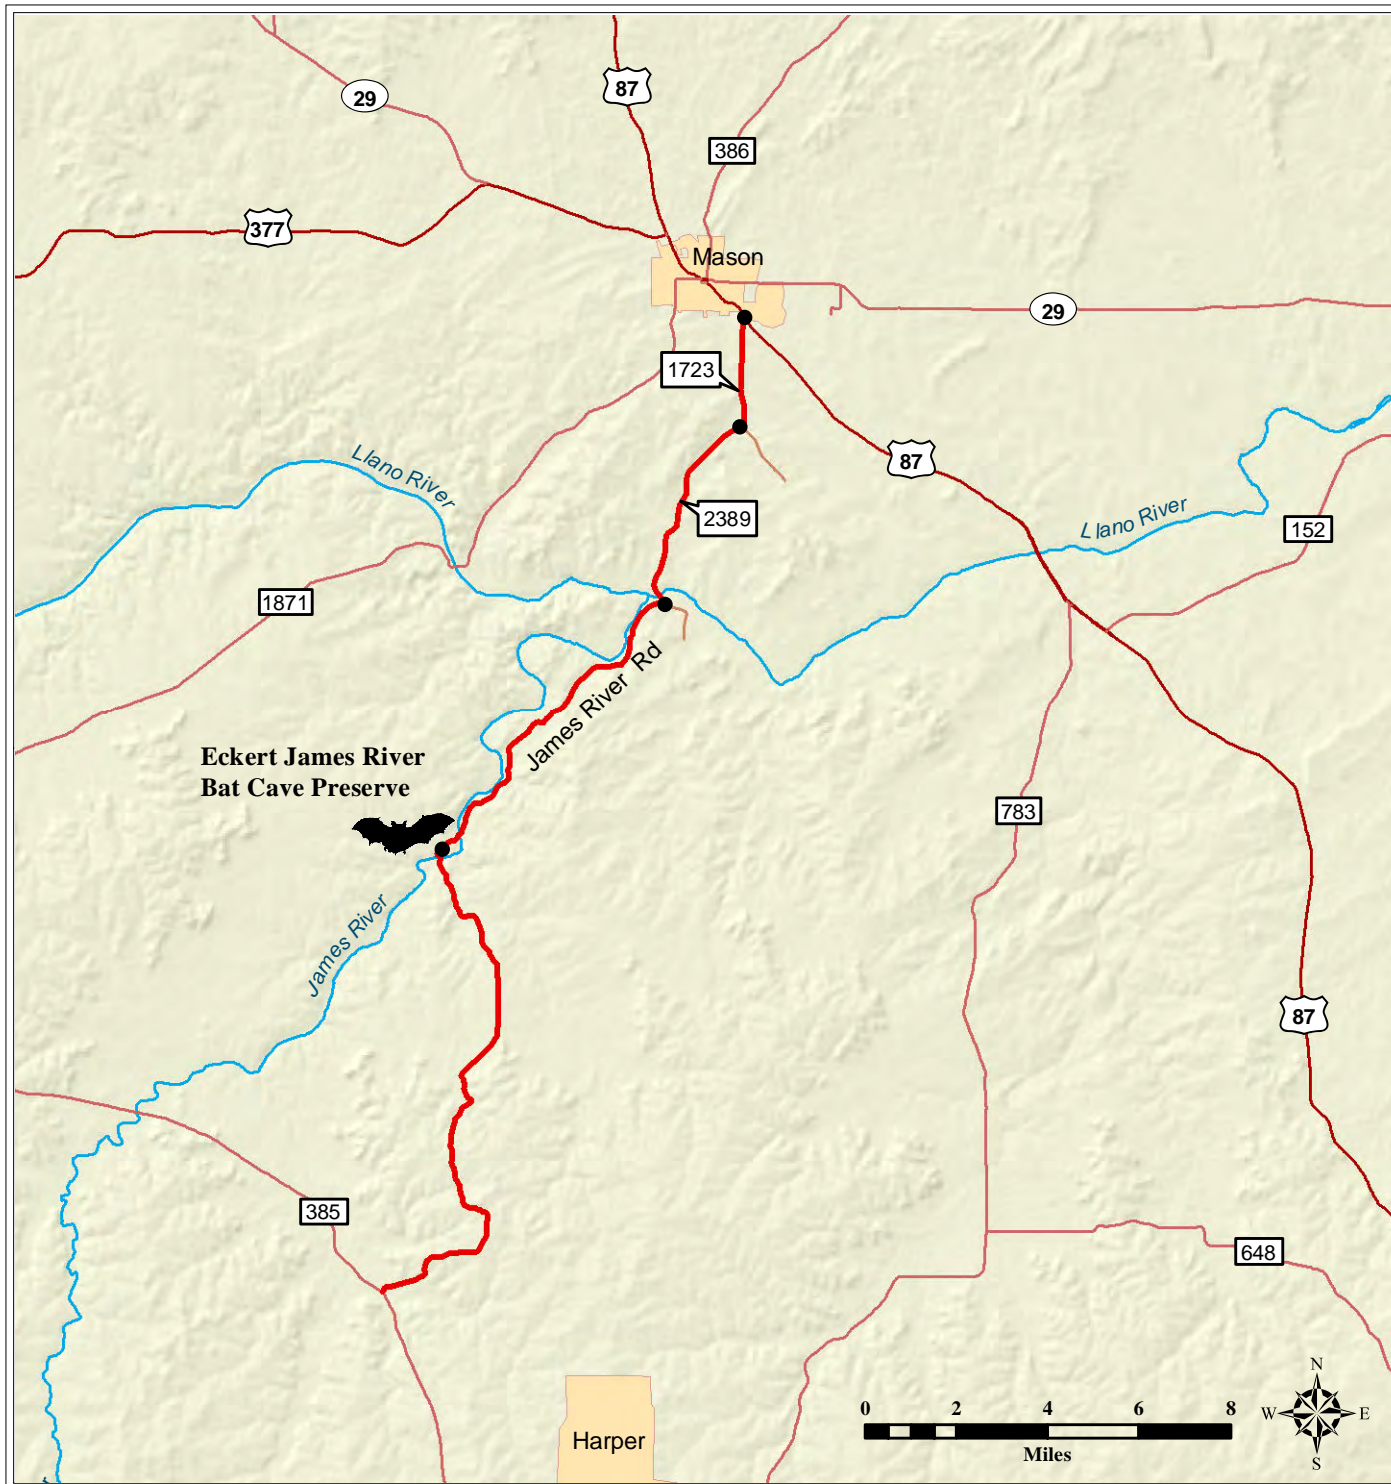 87
29
386
377
Mason
29
1723
87
Llano River
2389
Llano River
152
1871
James River Rd
Eckert James River
Bat Cave Preserve
783
James River
87
385
648
N
W E
S
0 2 4 6 8
Miles
Harper